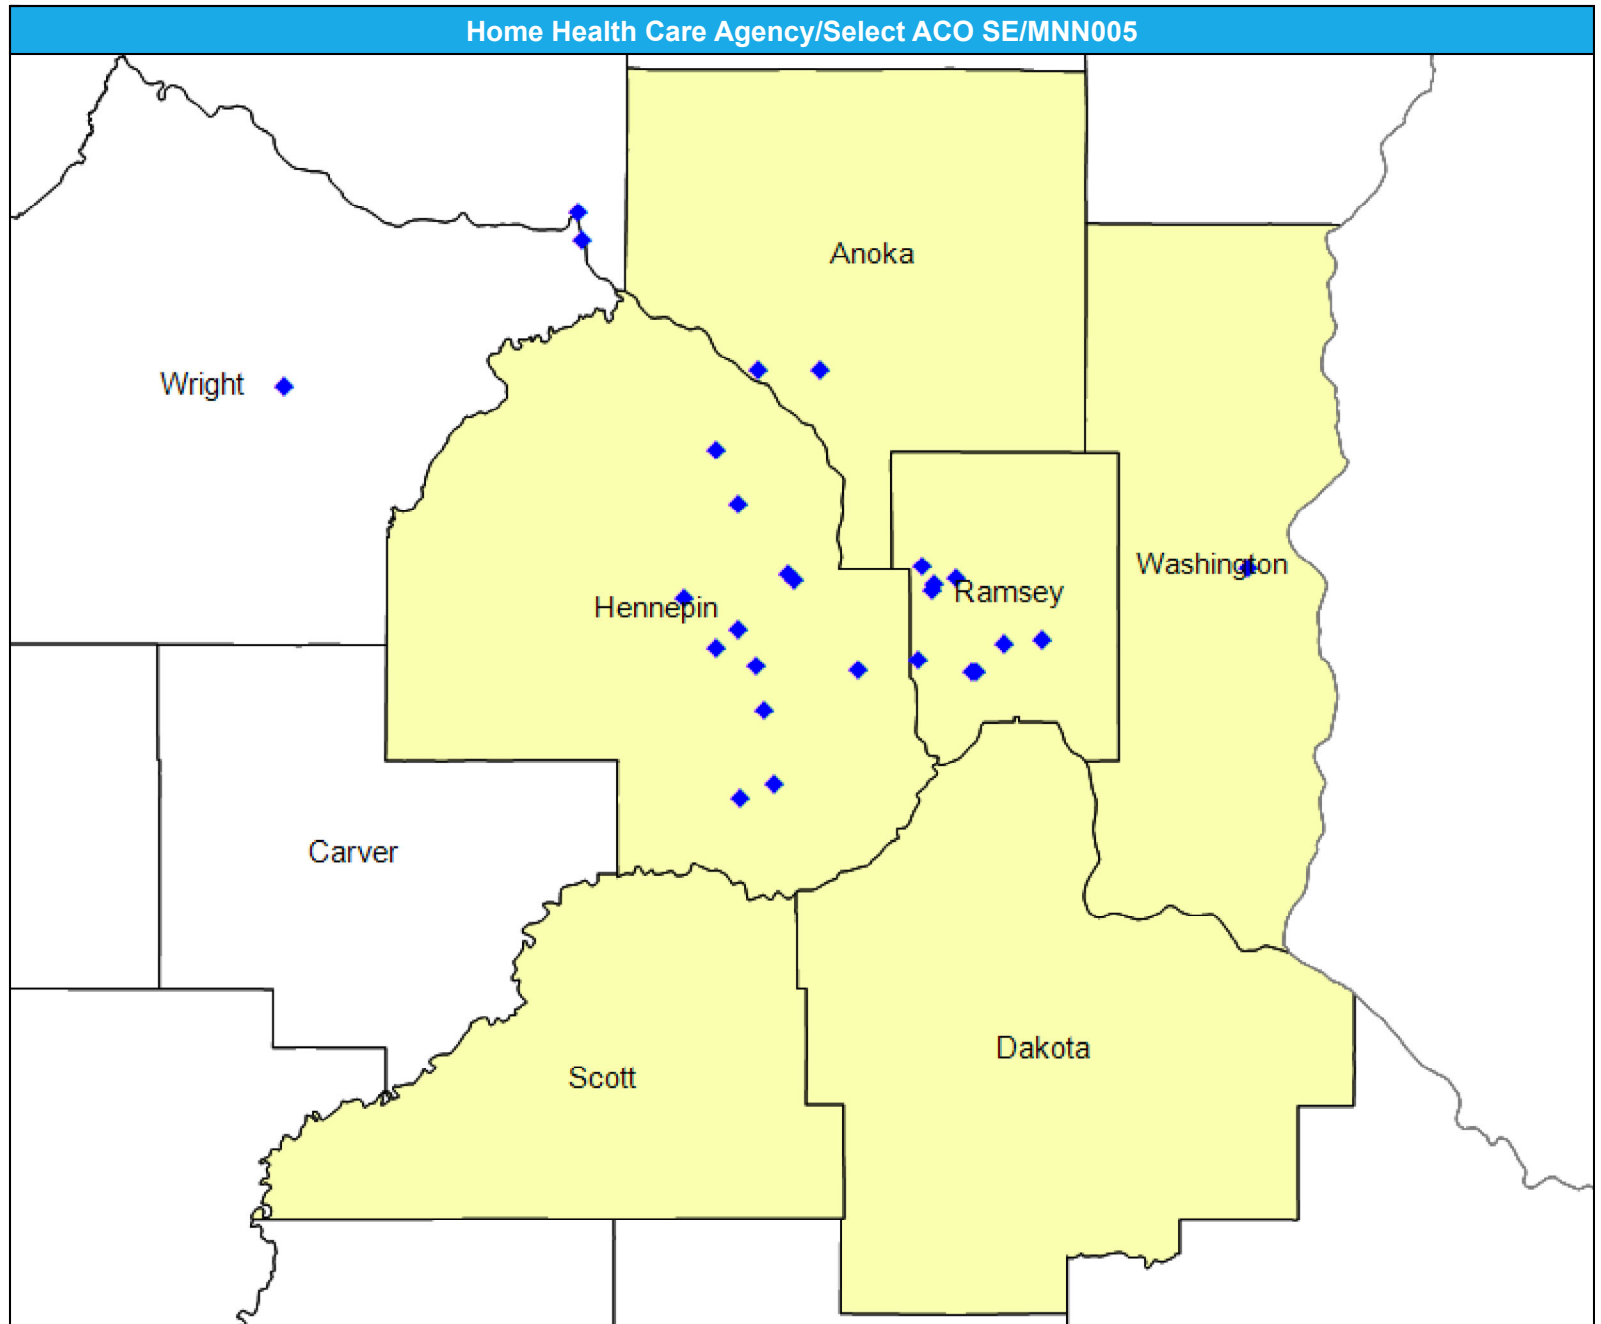 Home Health Care Agency/Select ACO SE/MNN005
Anoka
Wright
Washington
Ramsey
Hennepin
Carver
Dakota
Scott